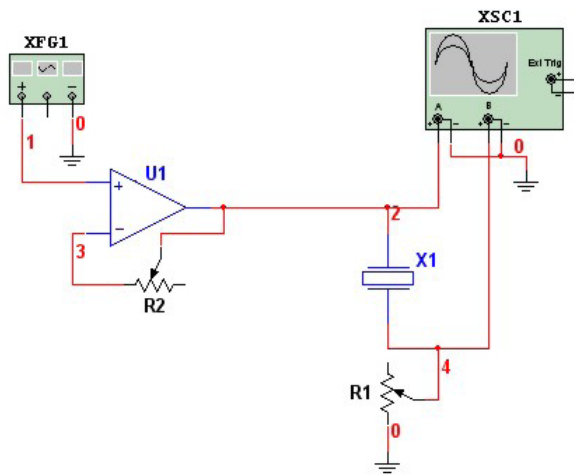 XFG1
XSC1
Ext Trig
+
A
B
+ −
+ −
+
−
+ −
0
1
0
U1
+
−
2
3
X1
R2
4
R1
0